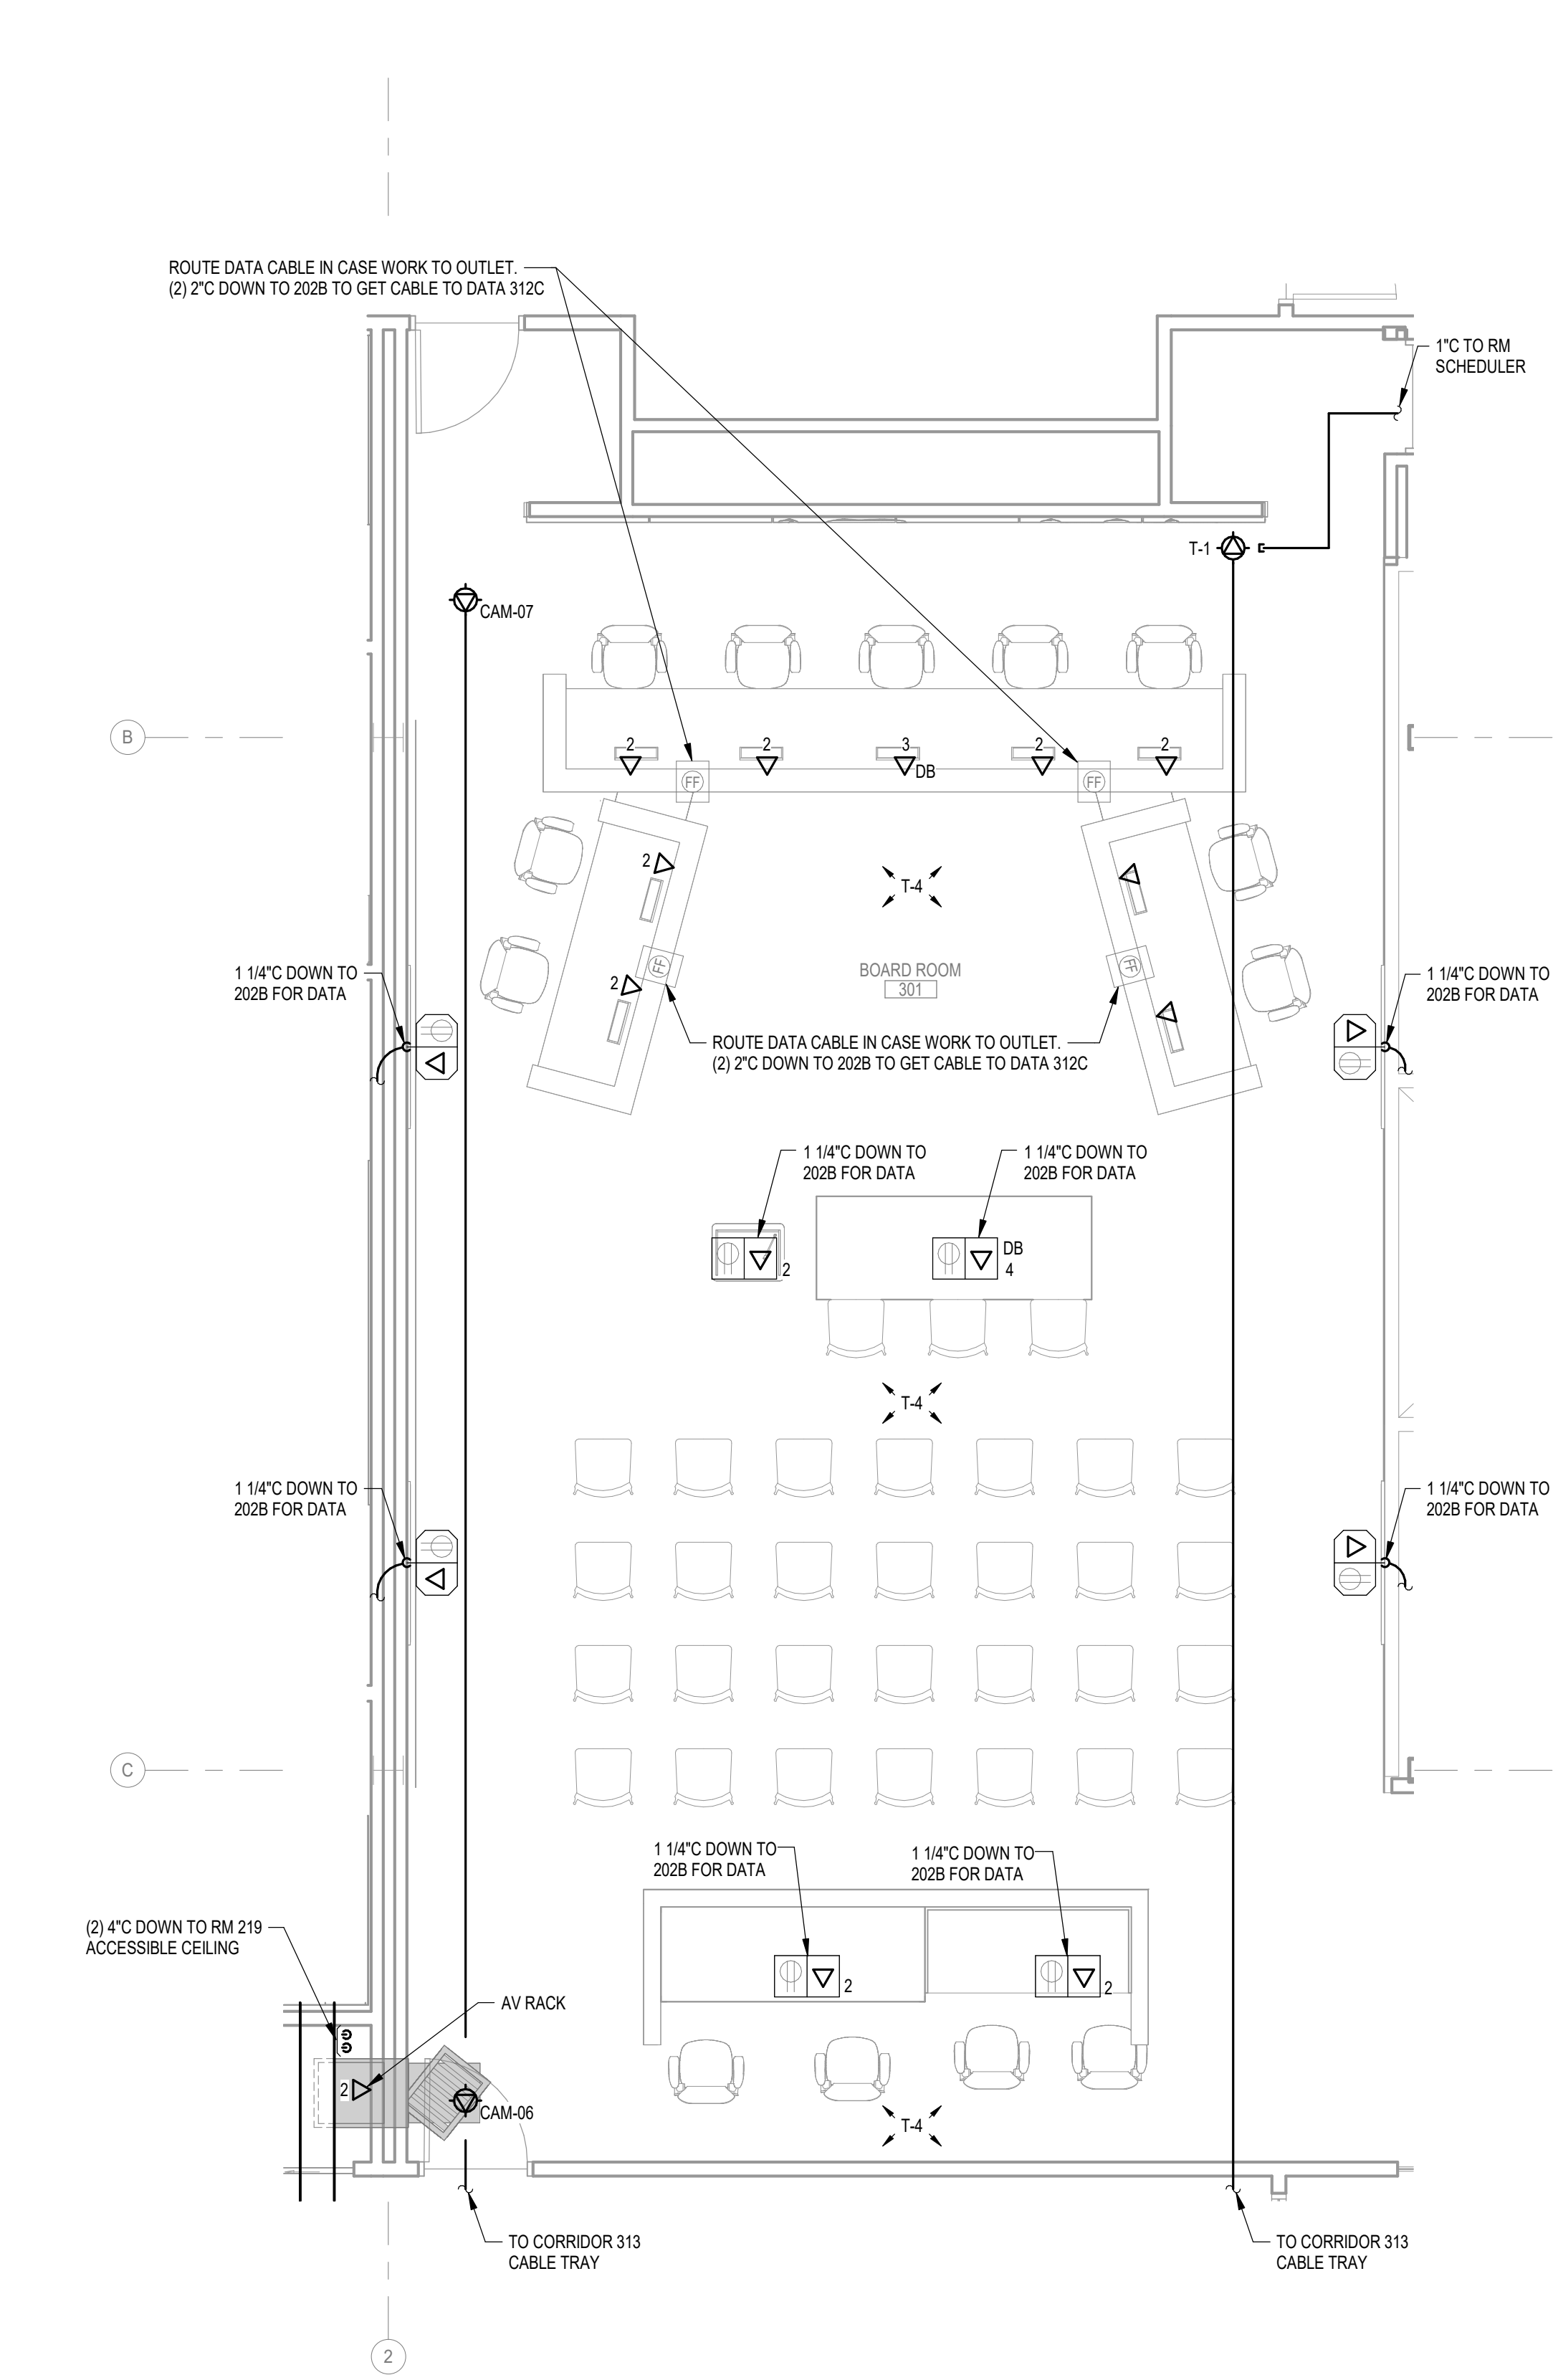 ROUTE DATA CABLE IN CASE WORK TO OUTLET.
(2) 2"C DOWN TO 202B TO GET CABLE TO DATA 312C
1"C TO RM
SCHEDULER
T-1
CAM-07
B
2
2
3
2
2
DB
FF
FF
2
T-4
BOARD ROOM
301
FF
FF
2
1 1/4"C DOWN TO
202B FOR DATA
1 1/4"C DOWN TO
202B FOR DATA
ROUTE DATA CABLE IN CASE WORK TO OUTLET.
(2) 2"C DOWN TO 202B TO GET CABLE TO DATA 312C
1 1/4"C DOWN TO
202B FOR DATA
1 1/4"C DOWN TO
202B FOR DATA
2
DB
4
T-4
1 1/4"C DOWN TO
202B FOR DATA
1 1/4"C DOWN TO
202B FOR DATA
C
1 1/4"C DOWN TO
202B FOR DATA
1 1/4"C DOWN TO
202B FOR DATA
(2) 4"C DOWN TO RM 219
ACCESSIBLE CEILING
2
2
AV RACK
2
CAM-06
T-4
TO CORRIDOR 313
CABLE TRAY
TO CORRIDOR 313
CABLE TRAY
2